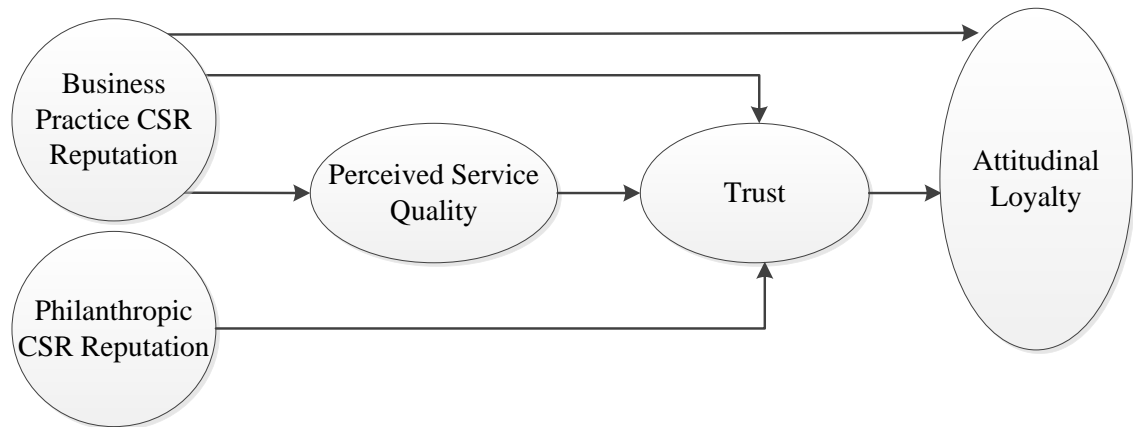 Business
Practice CSR
Reputation
Perceived Service
Quality
Trust
Attitudinal
Loyalty
Philanthropic
CSR Reputation